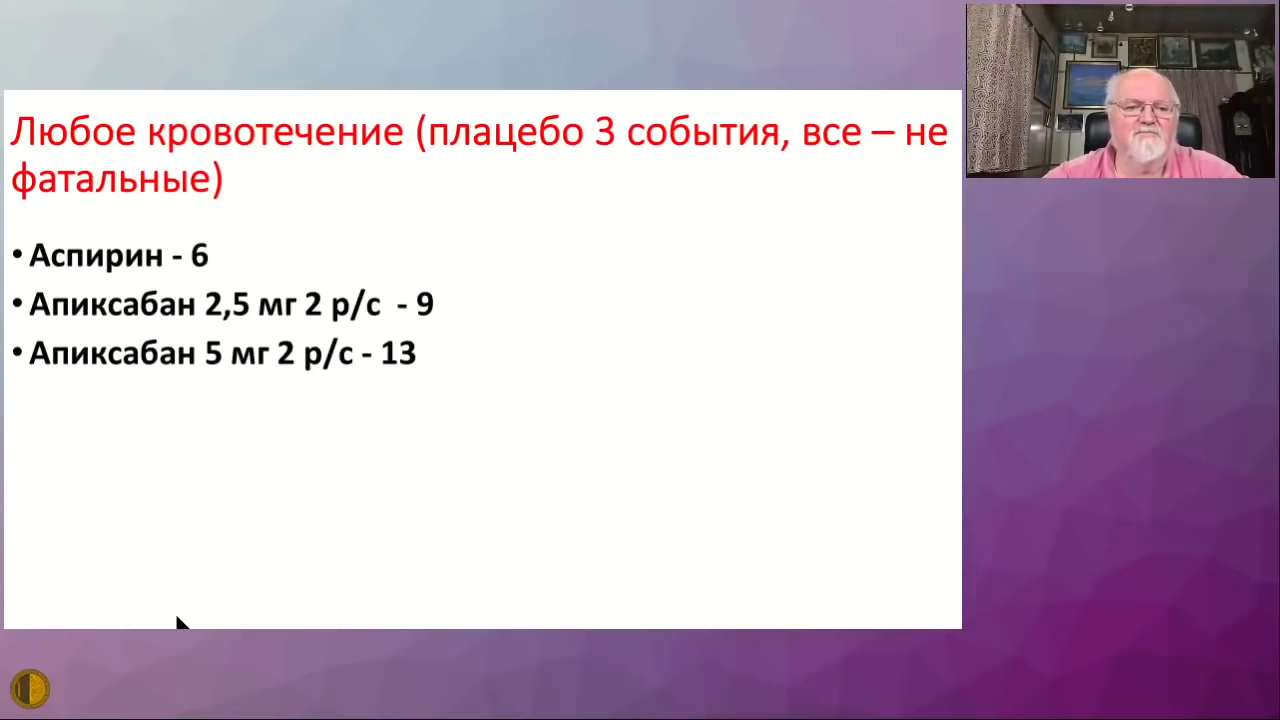 Любое кровотечение (плацебо 3 события, все – не
фатальные)
• Аспирин - 6
• Апиксабан 2,5 мг 2 р/с  - 9
• Апиксабан 5 мг 2 р/с - 13